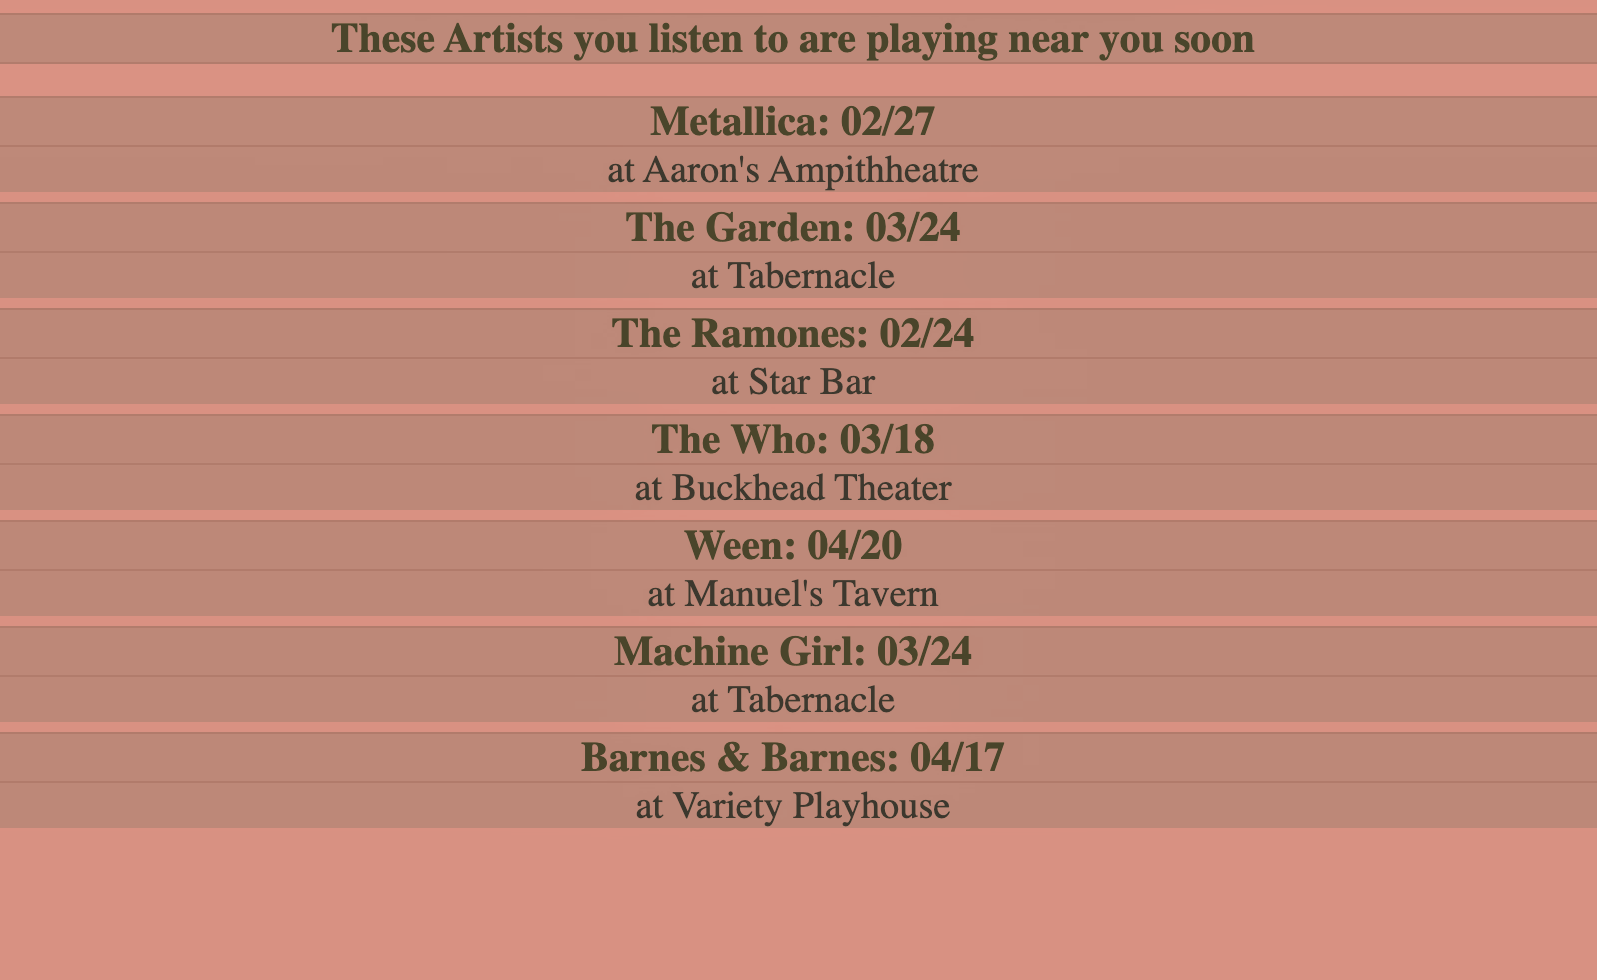 These Artists you listen to are playing near you soon
Metallica: 02/27
at Aaron's Ampithheatre
The Garden: 03/24
at Tabernacle
The Ramones: 02/24
at Star Bar
The Who: 03/18
at Buckhead Theater
Ween: 04/20
at Manuel's Tavern
Machine Girl: 03/24
at Tabernacle
Barnes & Barnes: 04/17
at Variety Playhouse